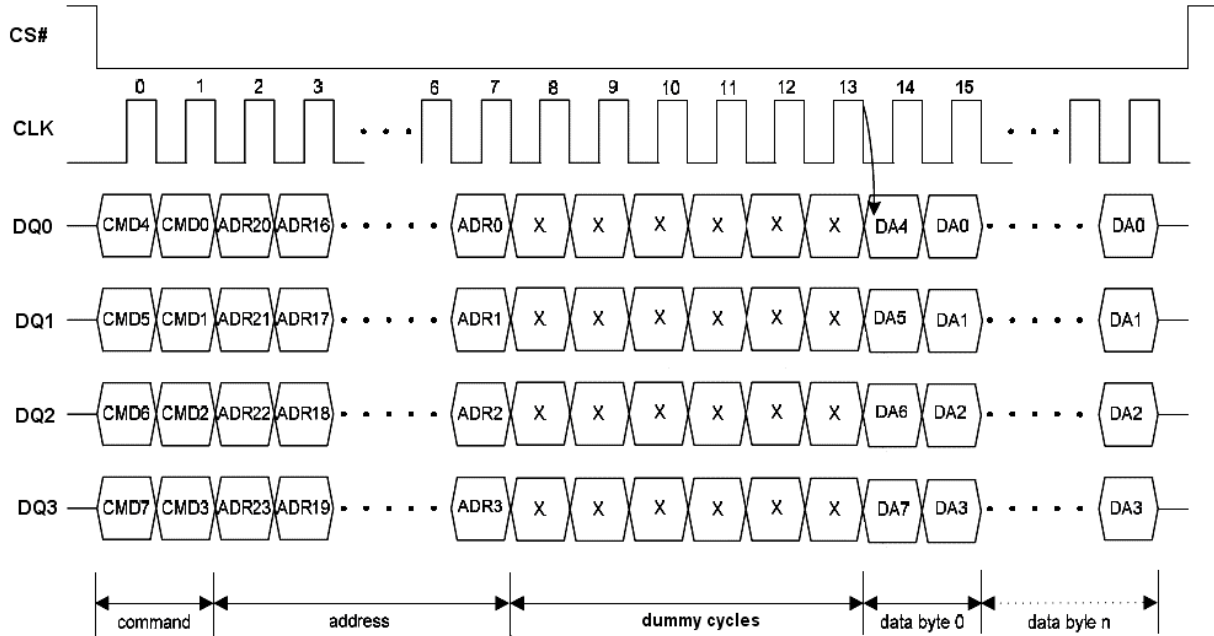 CS#
0 1 2 3 6 7 8 9 10 11 12 13 14 15
CLK
DQ0 CMD4 CMD0 ADR20 ADR16 ADR0 X X X X X X DA4 DA0 DA0
DQ1 CMD5 CMD1 ADR21 ADR17 ADR1 X X X X X X DA5 DA1 DA1
DQ2 CMD6 CMD2 ADR22 ADR18 ADR2 X X X X X X DA6 DA2 DA2
DQ3 CMD7 CMD3 ADR23 ADR19 ADR3 X X X X X X DA7 DA3 DA3
command address dummy cycles data byte 0 data byte n